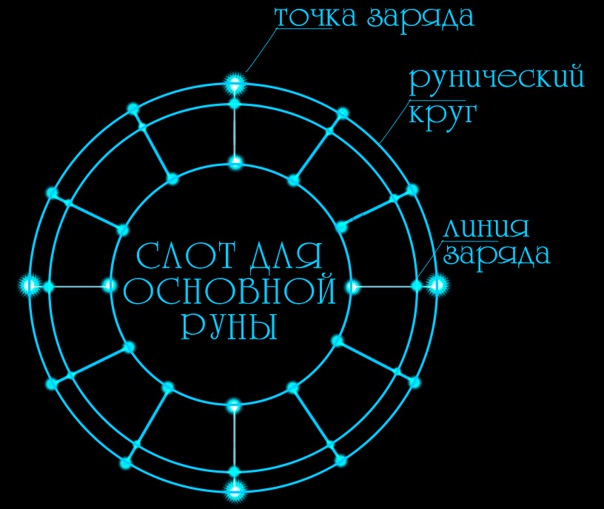 точка заряда
рунический
круг
линия
заряда
СЛОТ ДЛЯ
ОСНОВНОЙ
РУНЫ